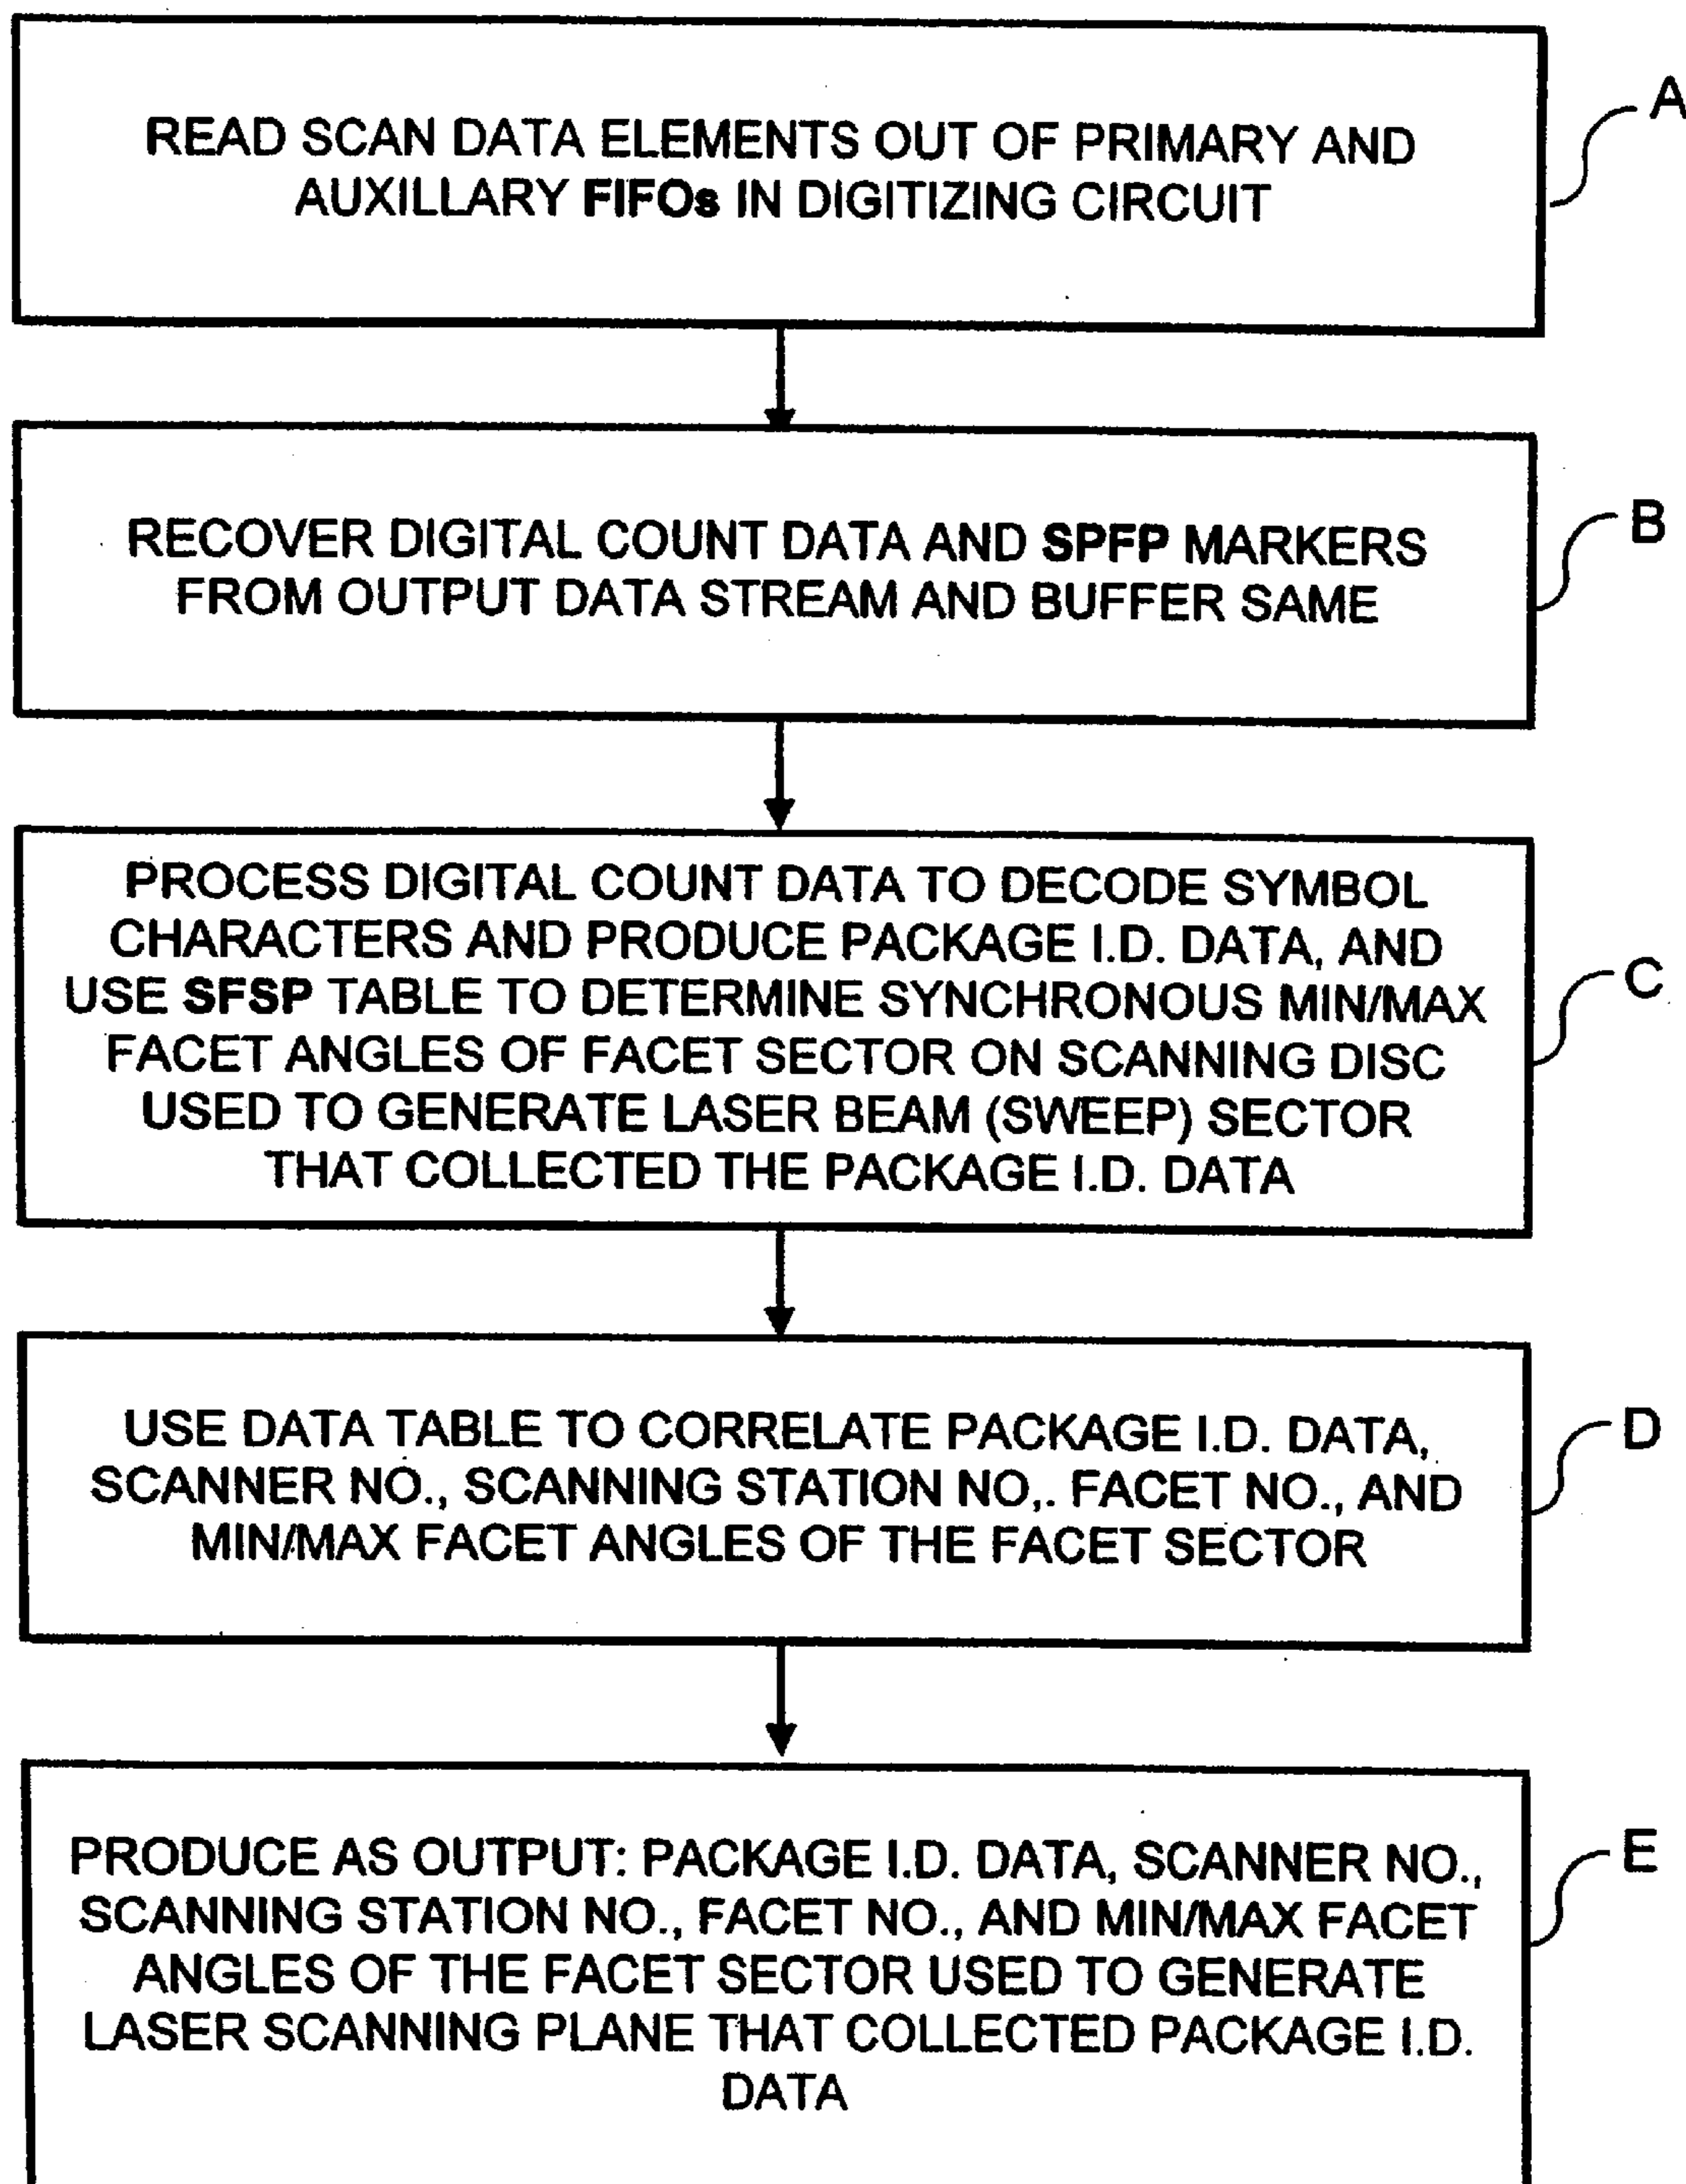 READ SCAN DATA ELEMENTS OUT OF PRIMARY AND
AUXILLARY FIFOs IN DIGITIZING CIRCUIT
A
RECOVER DIGITAL COUNT DATA AND SPFP MARKERS
FROM OUTPUT DATA STREAM AND BUFFER SAME
B
PROCESS DIGITAL COUNT DATA TO DECODE SYMBOL
CHARACTERS AND PRODUCE PACKAGE I.D. DATA, AND
USE SFSP TABLE TO DETERMINE SYNCHRONOUS MIN/MAX
FACET ANGLES OF FACET SECTOR ON SCANNING DISC
USED TO GENERATE LASER BEAM (SWEEP) SECTOR
THAT COLLECTED THE PACKAGE I.D. DATA
C
USE DATA TABLE TO CORRELATE PACKAGE I.D. DATA,
SCANNER NO., SCANNING STATION NO,. FACET NO., AND
MIN/MAX FACET ANGLES OF THE FACET SECTOR
D
PRODUCE AS OUTPUT: PACKAGE I.D. DATA, SCANNER NO.,
SCANNING STATION NO., FACET NO., AND MIN/MAX FACET
ANGLES OF THE FACET SECTOR USED TO GENERATE
LASER SCANNING PLANE THAT COLLECTED PACKAGE I.D.
DATA
E